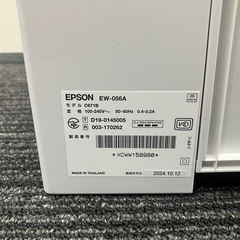 EPSON EW-056A
モデル C671B
定 格 100-240V～ 50-60Hz 0.4-0.2A
T D19-0145005
R 003-170262
製造番号
*XCWW158980*
MADE IN THAILAND
製造年月
2024.10.12